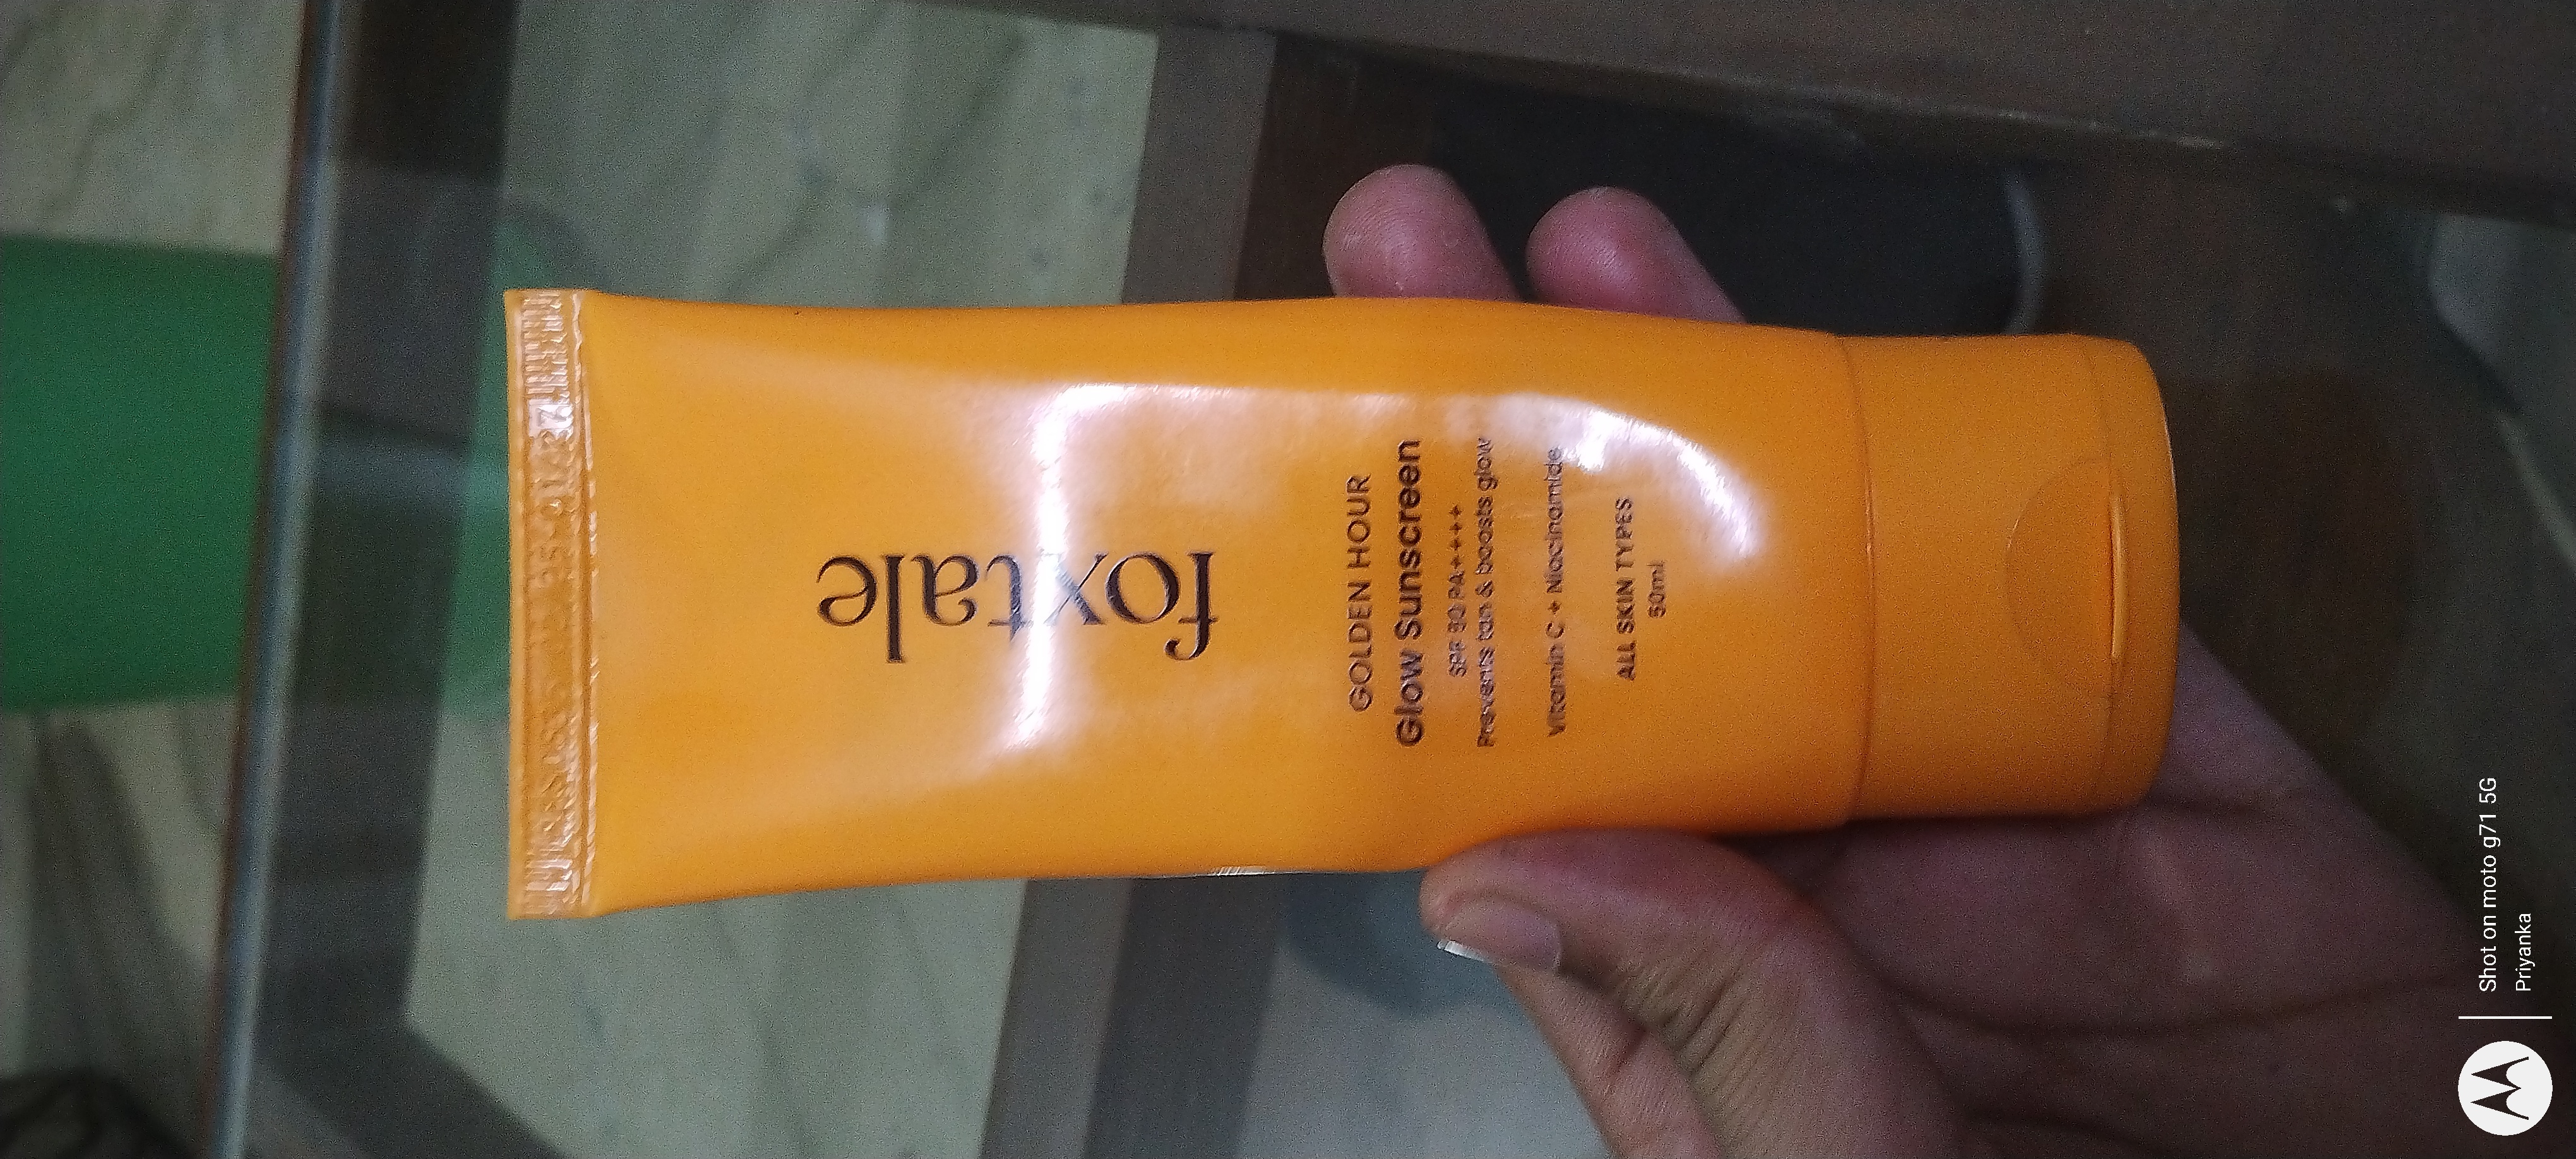 foxtale
GOLDEN HOUR
Glow Sunscreen
SPF 50 PA++++
Prevents tan & boosts glow
Vitamin C + Niacinamide
ALL SKIN TYPES
50ml
Shot on moto g71 5G
Priyanka